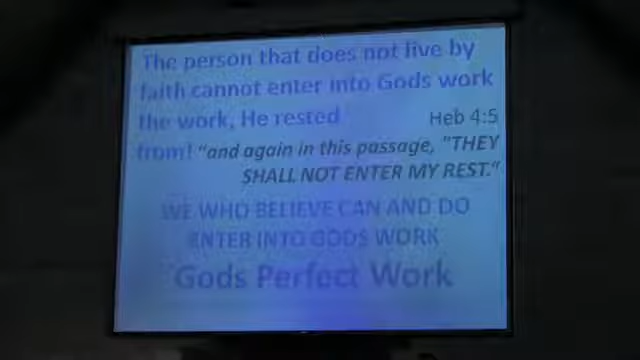 The person that does not live by
faith cannot enter into Gods work
the work, He rested Heb 4:5
from! "and again in this passage, "THEY
SHALL NOT ENTER MY REST."
WE WHO BELIEVE CAN AND DO
ENTER INTO GODS WORK
Gods Perfect Work